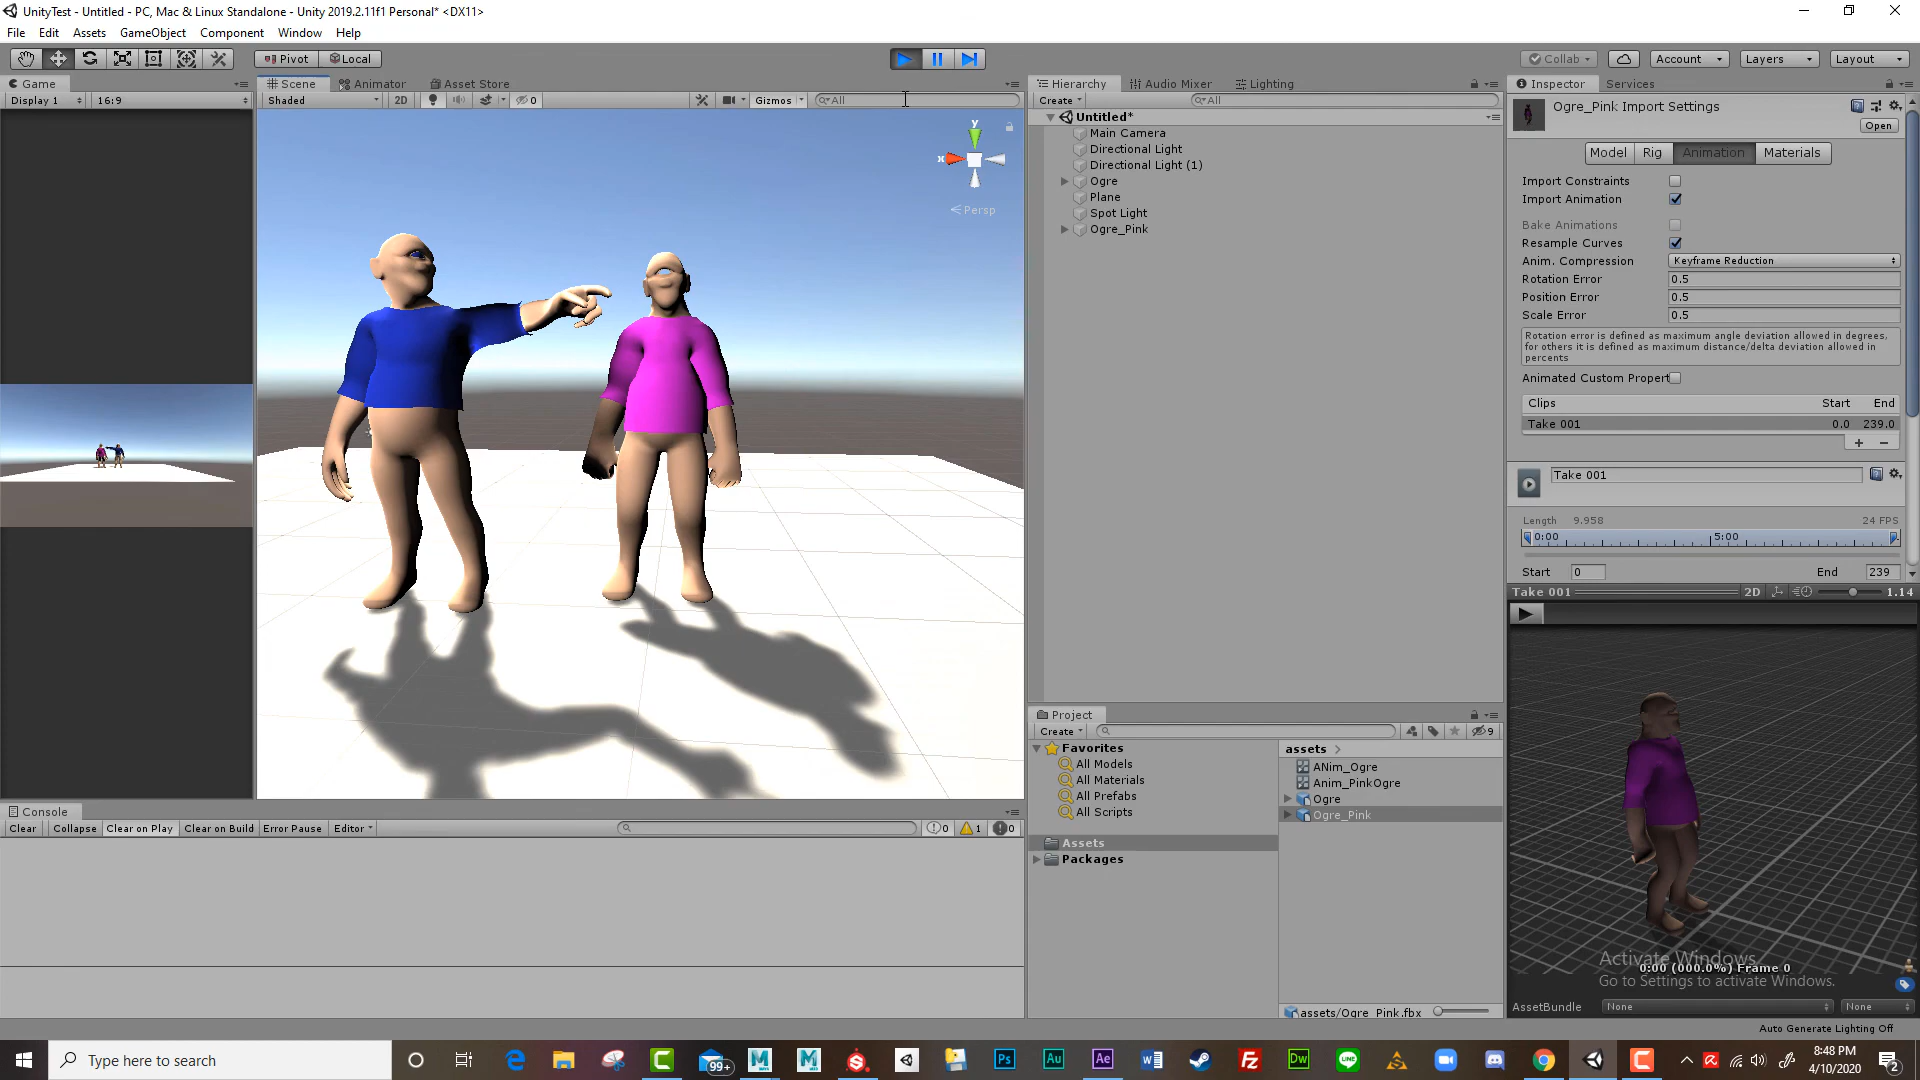 UnityTest - Untitled - PC, Mac & Linux Standalone - Unity 2019.2.11f1 Personal* <DX11>
File Edit Assets GameObject Component Window Help
Pivot Local Collab Account Layers Layout
Game Scene Animator Asset Store Hierarchy Audio Mixer Lighting Inspector Services
Display 1 16:9 Shaded 2D 0 Gizmos All Create All
Ogre_Pink Import Settings
Open
Untitled*
Main Camera
Directional Light
Directional Light (1)
Ogre
Plane
Spot Light
Ogre_Pink
y
x
Persp
Model Rig Animation Materials
Import Constraints
Import Animation
Bake Animations
Resample Curves
Anim. Compression Keyframe Reduction
Rotation Error 0.5
Position Error 0.5
Scale Error 0.5
Rotation error is defined as maximum angle deviation allowed in degrees,
for others it is defined as maximum distance/delta deviation allowed in
percents
Animated Custom Propert
Clips Start End
Take 001 0.0 239.0
Take 001
Length 9.958 24 FPS
0:00 5:00
Start 0 End 239
Take 001 2D 1.14
Project
Create 9
Favorites
All Models
All Materials
All Prefabs
All Scripts
Assets
Packages
assets
ANim_Ogre
Anim_PinkOgre
Ogre
Ogre_Pink
assets/Ogre_Pink.fbx
Console
Clear Collapse Clear on Play Clear on Build Error Pause Editor 0 1 0
Activate Windows
0:00 (000.0%) Frame 0
Go to Settings to activate Windows.
AssetBundle None None
Auto Generate Lighting Off
Type here to search
99+
Ps
Au
Ae
Dw
LINE
8:48 PM
4/10/2020
2